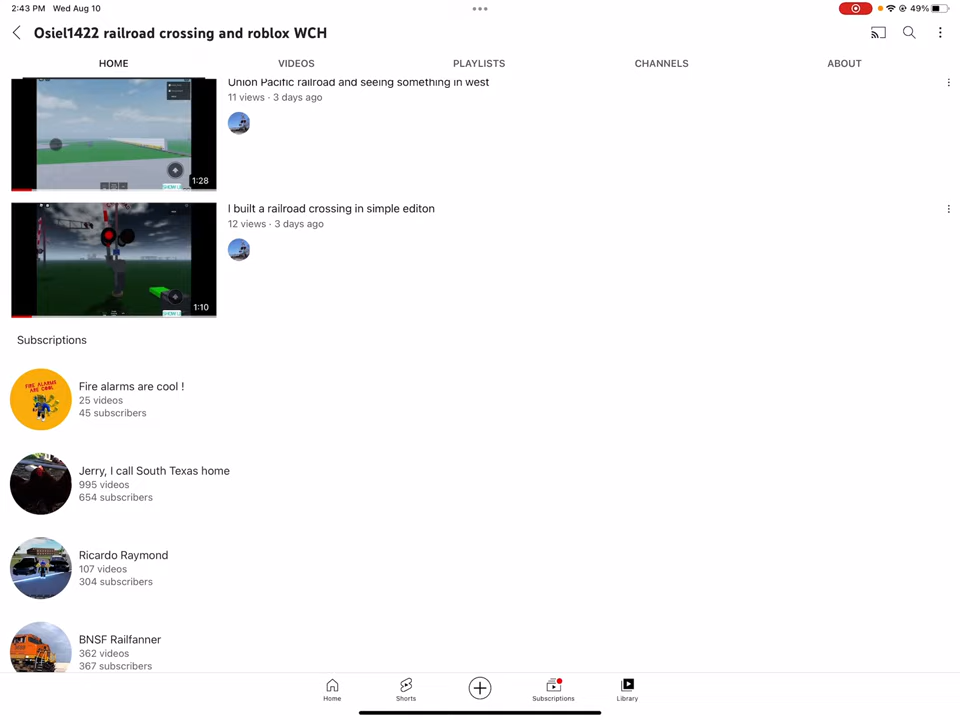 2:43 PM Wed Aug 10
49%
Osiel1422 railroad crossing and roblox WCH
HOME VIDEOS PLAYLISTS CHANNELS ABOUT
Union Pacific railroad and seeing something in west
11 views · 3 days ago
1:28
I built a railroad crossing in simple editon
12 views · 3 days ago
1:10
Subscriptions
FIRE ALARMS
ARE COOL
Fire alarms are cool !
25 videos
45 subscribers
Jerry, I call South Texas home
995 videos
654 subscribers
Ricardo Raymond
107 videos
304 subscribers
BNSF Railfanner
362 videos
367 subscribers
Home Shorts Subscriptions Library